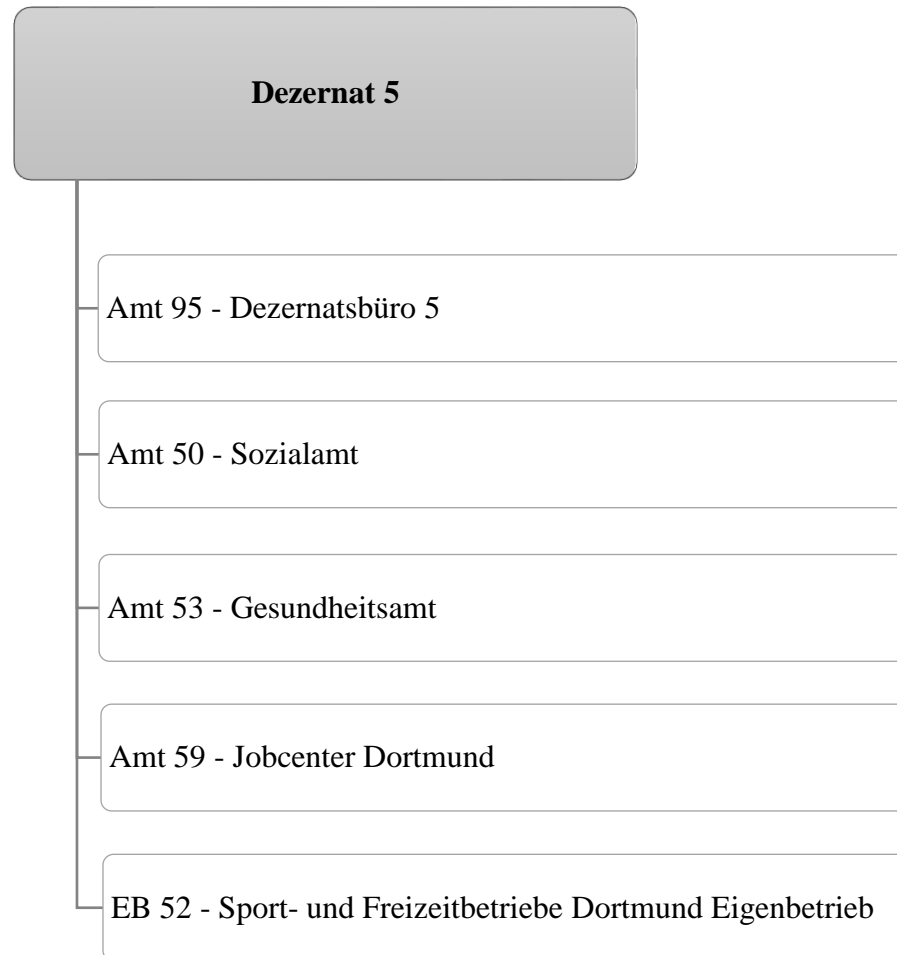 Dezernat 5
Amt 95 - Dezernatsbüro 5
Amt 50 - Sozialamt
Amt 53 - Gesundheitsamt
Amt 59 - Jobcenter Dortmund
EB 52 - Sport- und Freizeitbetriebe Dortmund Eigenbetrieb